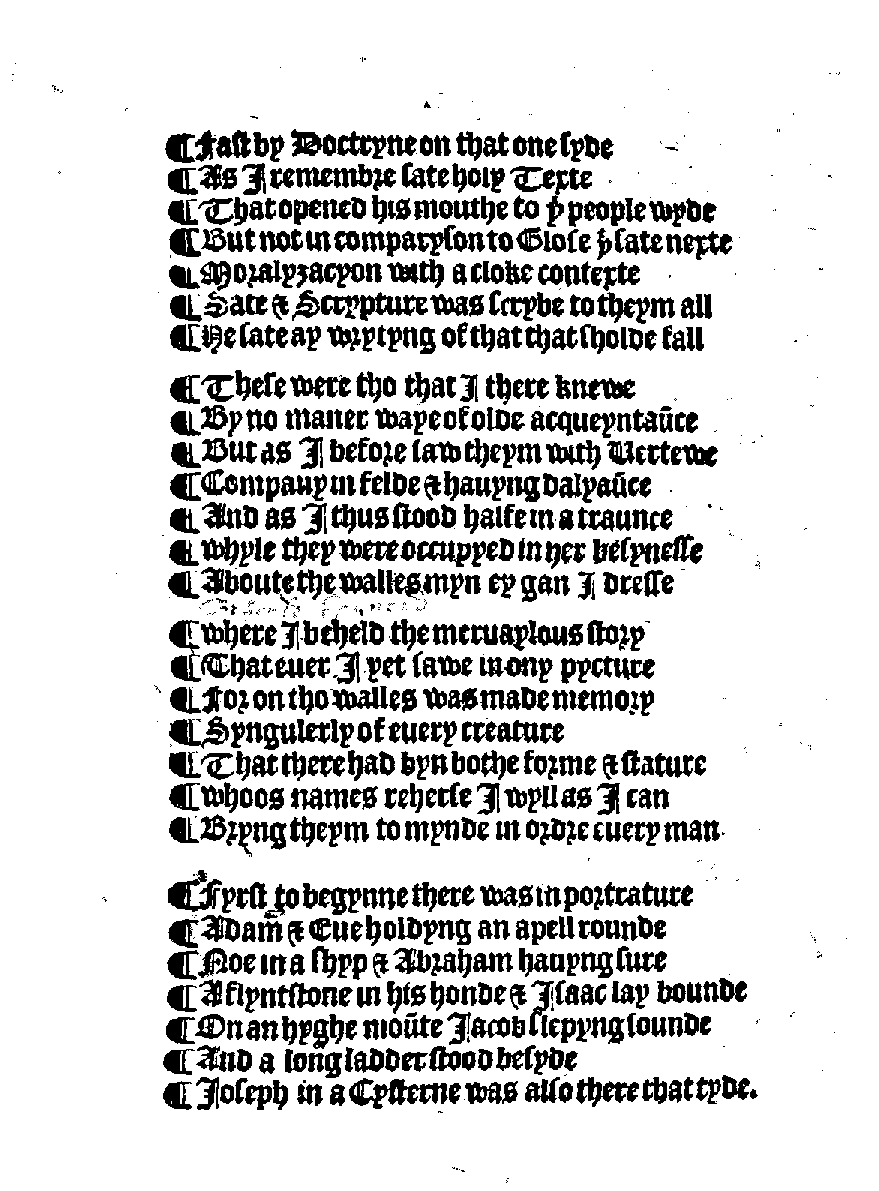 ¶ Fast by Doctryne on that one syde
¶ As I remembre sate holy Texte
¶ That opened his mouthe to þͤ people wyde
¶ But not in comparyson to Glose þͭ sate nexte
¶ Moralyzacyon with a cloke contexte
¶ Sate & Scrypture was scrybe to theym all
¶ He sate ay wrytyng of that that sholde fall

¶ These were tho that I there knewe
¶ By no maner waye of olde acqueyntaūce
¶ But as I before saw theym with Vertewe
¶ Company in felde & hauyng dalyaūce
¶ And as I thus stood halfe in a traunce
¶ whyle they were occupyed in her besynesse
¶ Aboute the walles myn ey gan I dresse

¶ where I beheld the meruaylous story
¶ That euer I yet sawe in ony pycture
¶ For on tho walles was made memory
¶ Syngulerly of euery creature
¶ That there had byn bothe forme & stature
¶ whoos names reherse I wyll as I can
¶ Bryng theym to mynde in ordre euery man

¶ Fyrst to begynne there was in portrature
¶ Adam & Eue holdyng an apell rounde
¶ Noe in a shyp & Abraham hauyng sure
¶ A flyntstone in his honde & Isaac lay bounde
¶ On an hyghe moūte Jacob slepyng sounde
¶ And a long ladder stood besyde
¶ Joseph in a Cysterne was also there that tyde.